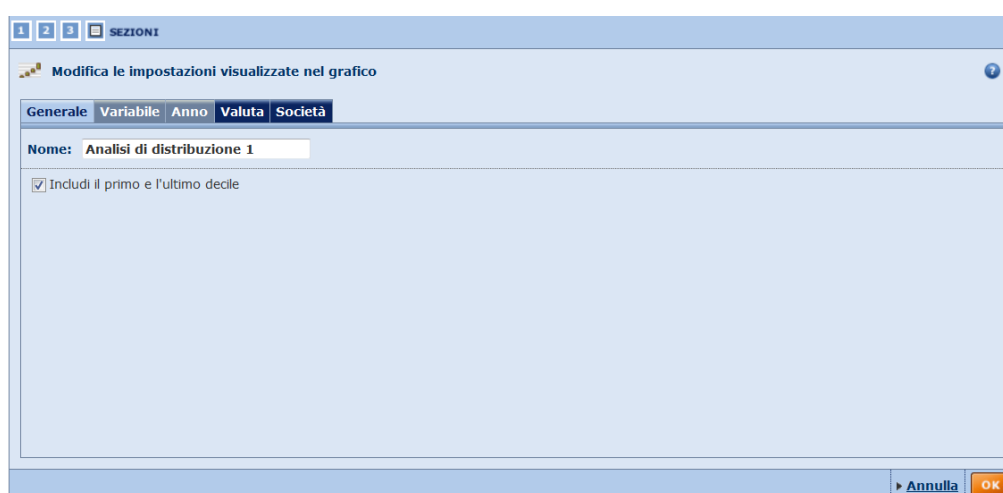 1 2 3 SEZIONI
Modifica le impostazioni visualizzate nel grafico ?
Generale Variabile Anno Valuta Società
Nome: Analisi di distribuzione 1
Includi il primo e l'ultimo decile
Annulla OK